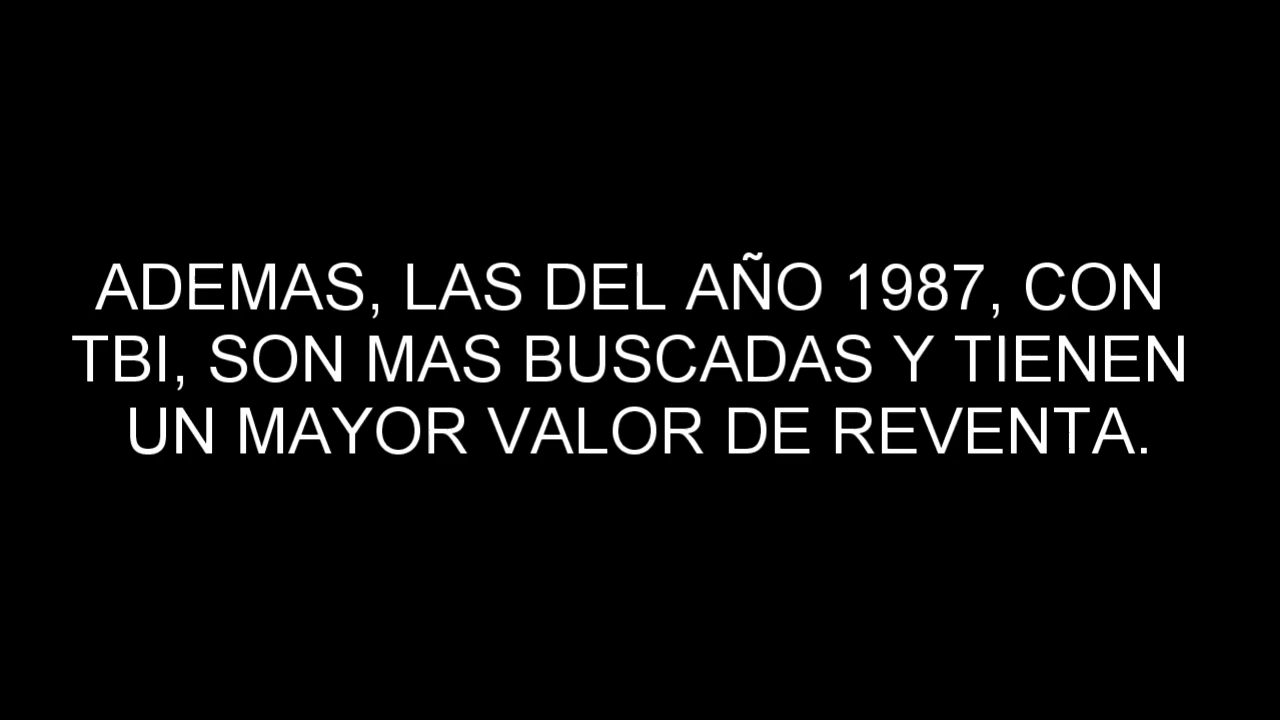 ADEMAS, LAS DEL AÑO 1987, CON
TBI, SON MAS BUSCADAS Y TIENEN
UN MAYOR VALOR DE REVENTA.